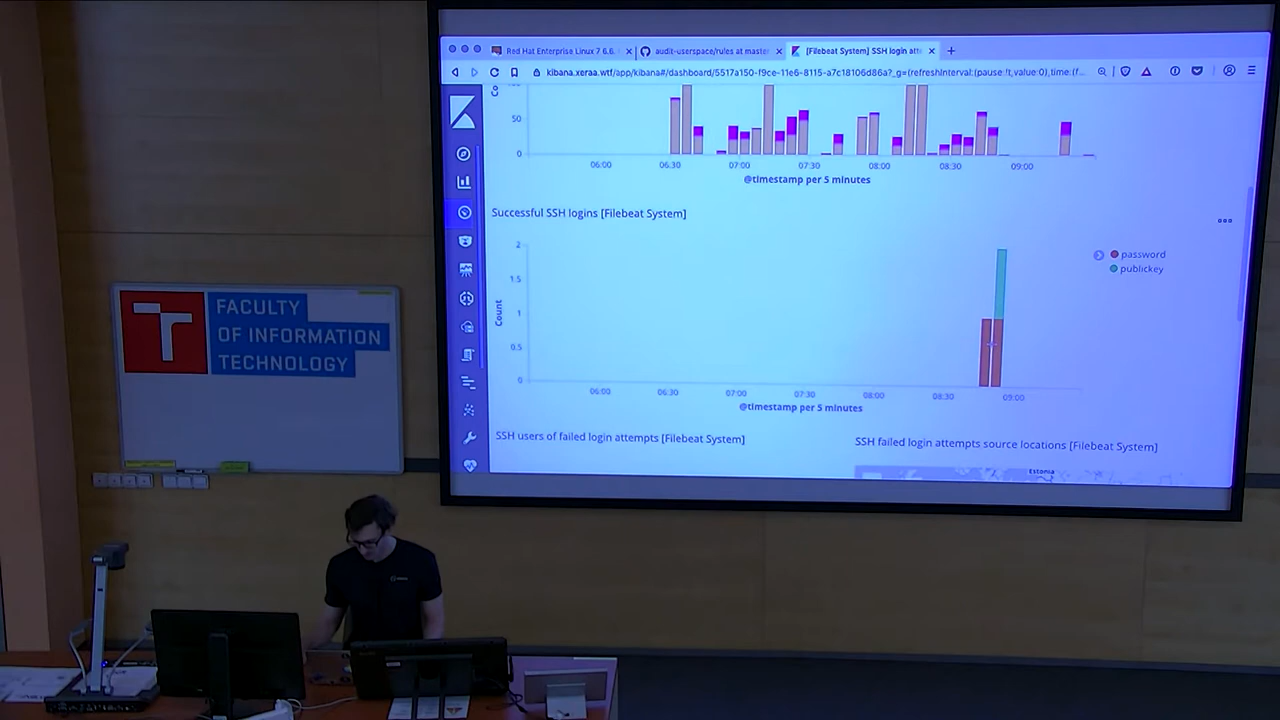 Red Hat Enterprise Linux 7 6.6.
audit-userspace/rules at master
[Filebeat System] SSH login att
kibana.xeraa.wtf/app/kibana#/dashboard/5517a150-f9ce-11e6-8115-a7c18106d86a?_g=(refreshInterval:(pause:!t,value:0),time:(f...
50
0
06:00 06:30 07:00 07:30 08:00 08:30 09:00
@timestamp per 5 minutes
Successful SSH logins [Filebeat System]
password
publickey
Count
2
1.5
1
0.5
0
06:00 06:30 07:00 07:30 08:00 08:30 09:00
@timestamp per 5 minutes
SSH users of failed login attempts [Filebeat System]
SSH failed login attempts source locations [Filebeat System]
Estonia
FACULTY
OF INFORMATION
TECHNOLOGY